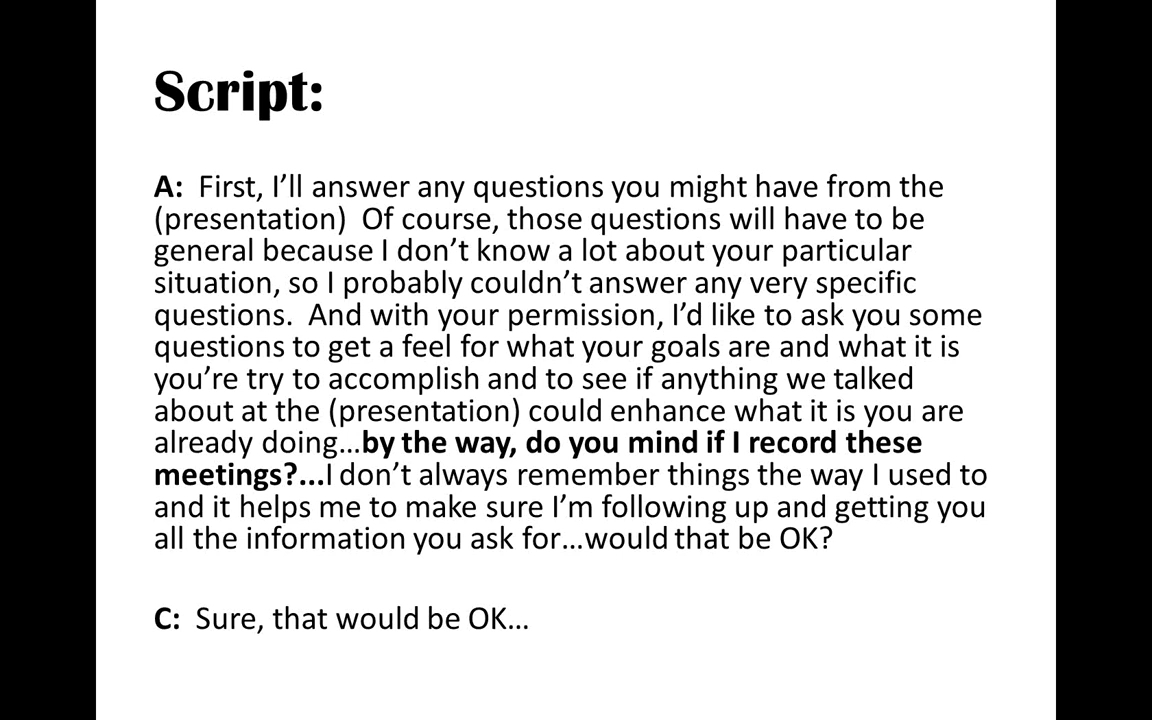 Script:
A:  First, I’ll answer any questions you might have from the
(presentation)  Of course, those questions will have to be
general because I don’t know a lot about your particular
situation, so I probably couldn’t answer any very specific
questions.  And with your permission, I’d like to ask you some
questions to get a feel for what your goals are and what it is
you’re try to accomplish and to see if anything we talked
about at the (presentation) could enhance what it is you are
already doing…by the way, do you mind if I record these
meetings?...I don’t always remember things the way I used to
and it helps me to make sure I’m following up and getting you
all the information you ask for…would that be OK?
C:  Sure, that would be OK…